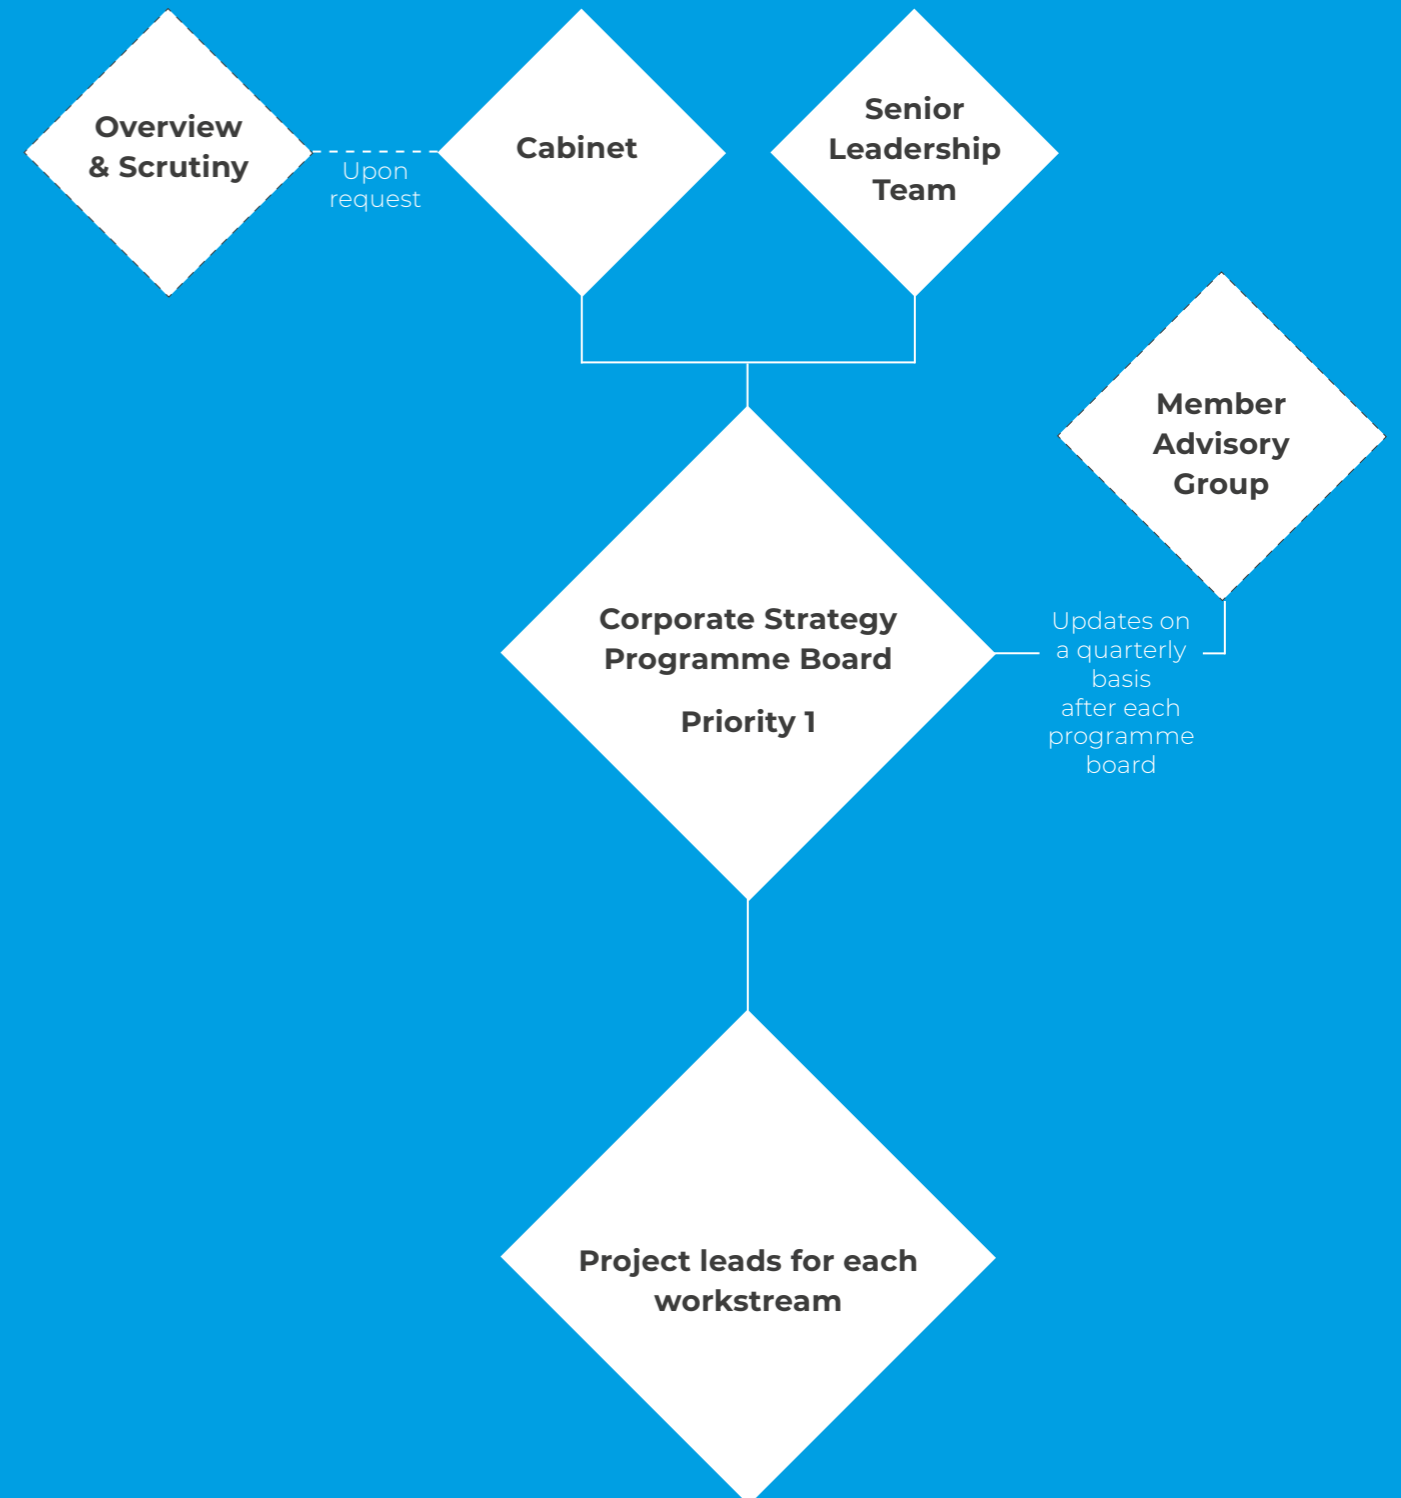 Overview
& Scrutiny
Upon
request
Cabinet
Senior
Leadership
Team
Member
Advisory
Group
Corporate Strategy
Programme Board
Priority 1
Updates on
a quarterly
basis
after each
programme
board
Project leads for each
workstream